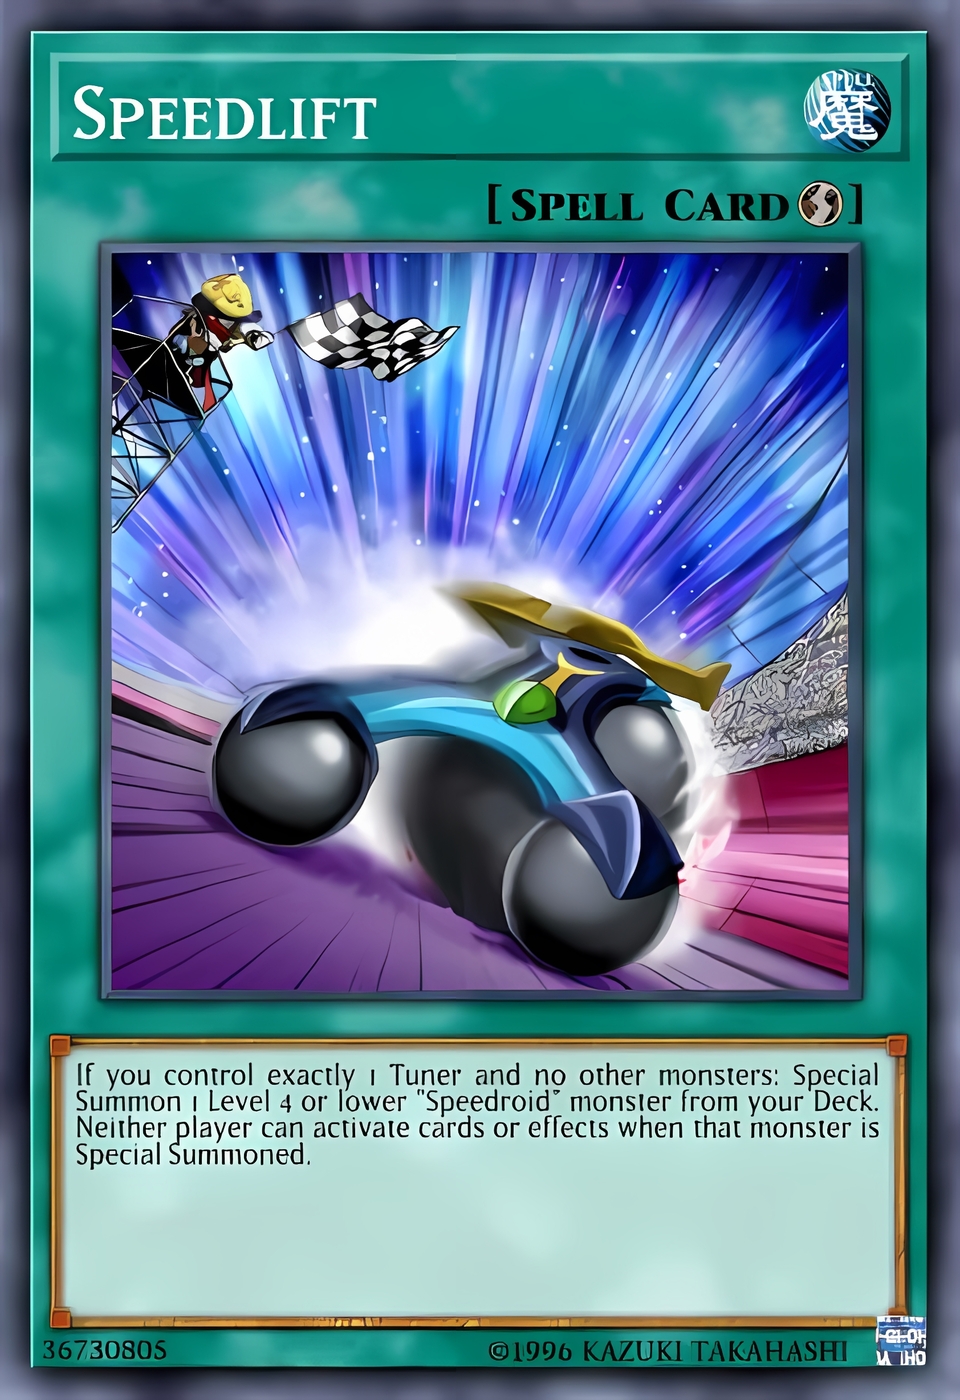 Speedlift
魔
[Spell Card]
If you control exactly 1 Tuner and no other monsters: Special
Summon 1 Level 4 or lower "Speedroid" monster from your Deck.
Neither player can activate cards or effects when that monster is
Special Summoned.
36730805 ©1996 KAZUKI TAKAHASHI